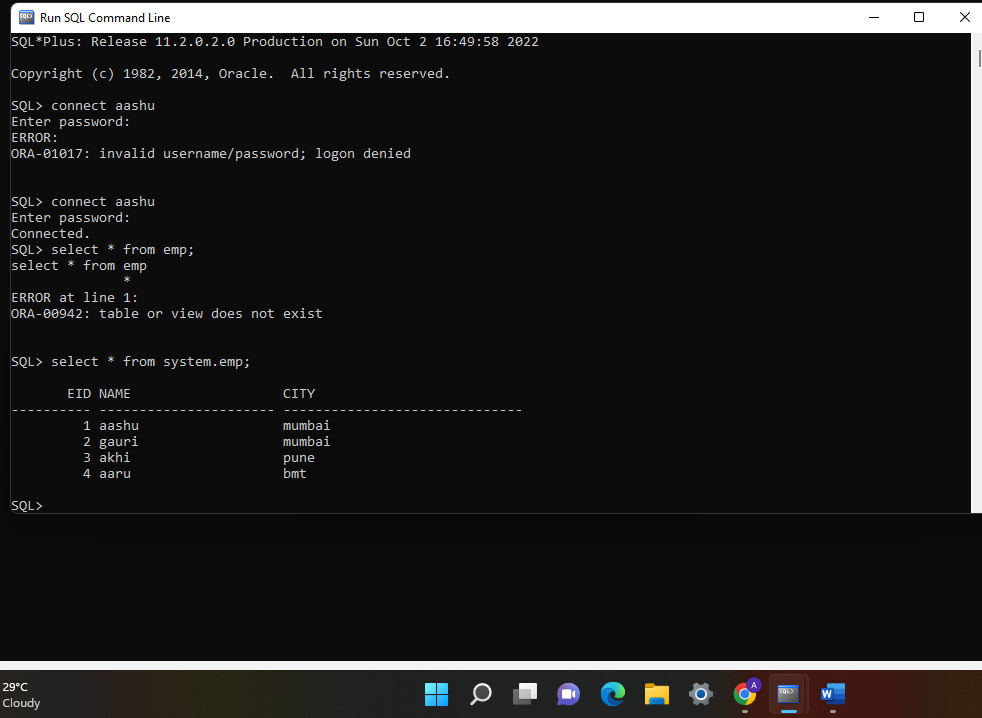 Run SQL Command Line
SQL*Plus: Release 11.2.0.2.0 Production on Sun Oct 2 16:49:58 2022
Copyright (c) 1982, 2014, Oracle.  All rights reserved.
SQL> connect aashu
Enter password:
ERROR:
ORA-01017: invalid username/password; logon denied
SQL> connect aashu
Enter password:
Connected.
SQL> select * from emp;
select * from emp
*
ERROR at line 1:
ORA-00942: table or view does not exist
SQL> select * from system.emp;
EID NAME CITY
---------- ---------------------- ------------------------------
1 aashu mumbai
2 gauri mumbai
3 akhi pune
4 aaru bmt
SQL>
29°C
Cloudy
A
W